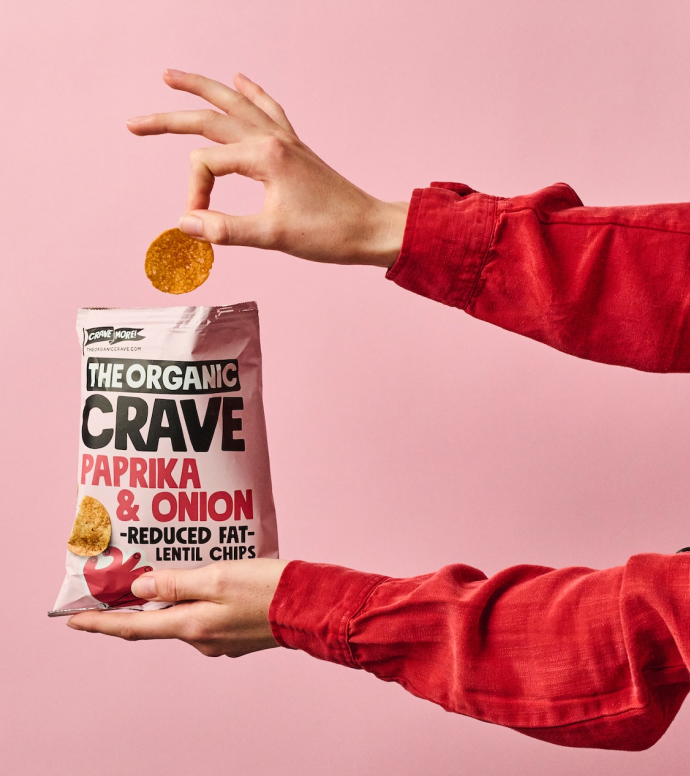 CRAVE MORE!
THEORGANICCRAVE.COM
THE ORGANIC
CRAVE
PAPRIKA
& ONION
-REDUCED FAT-
LENTIL CHIPS